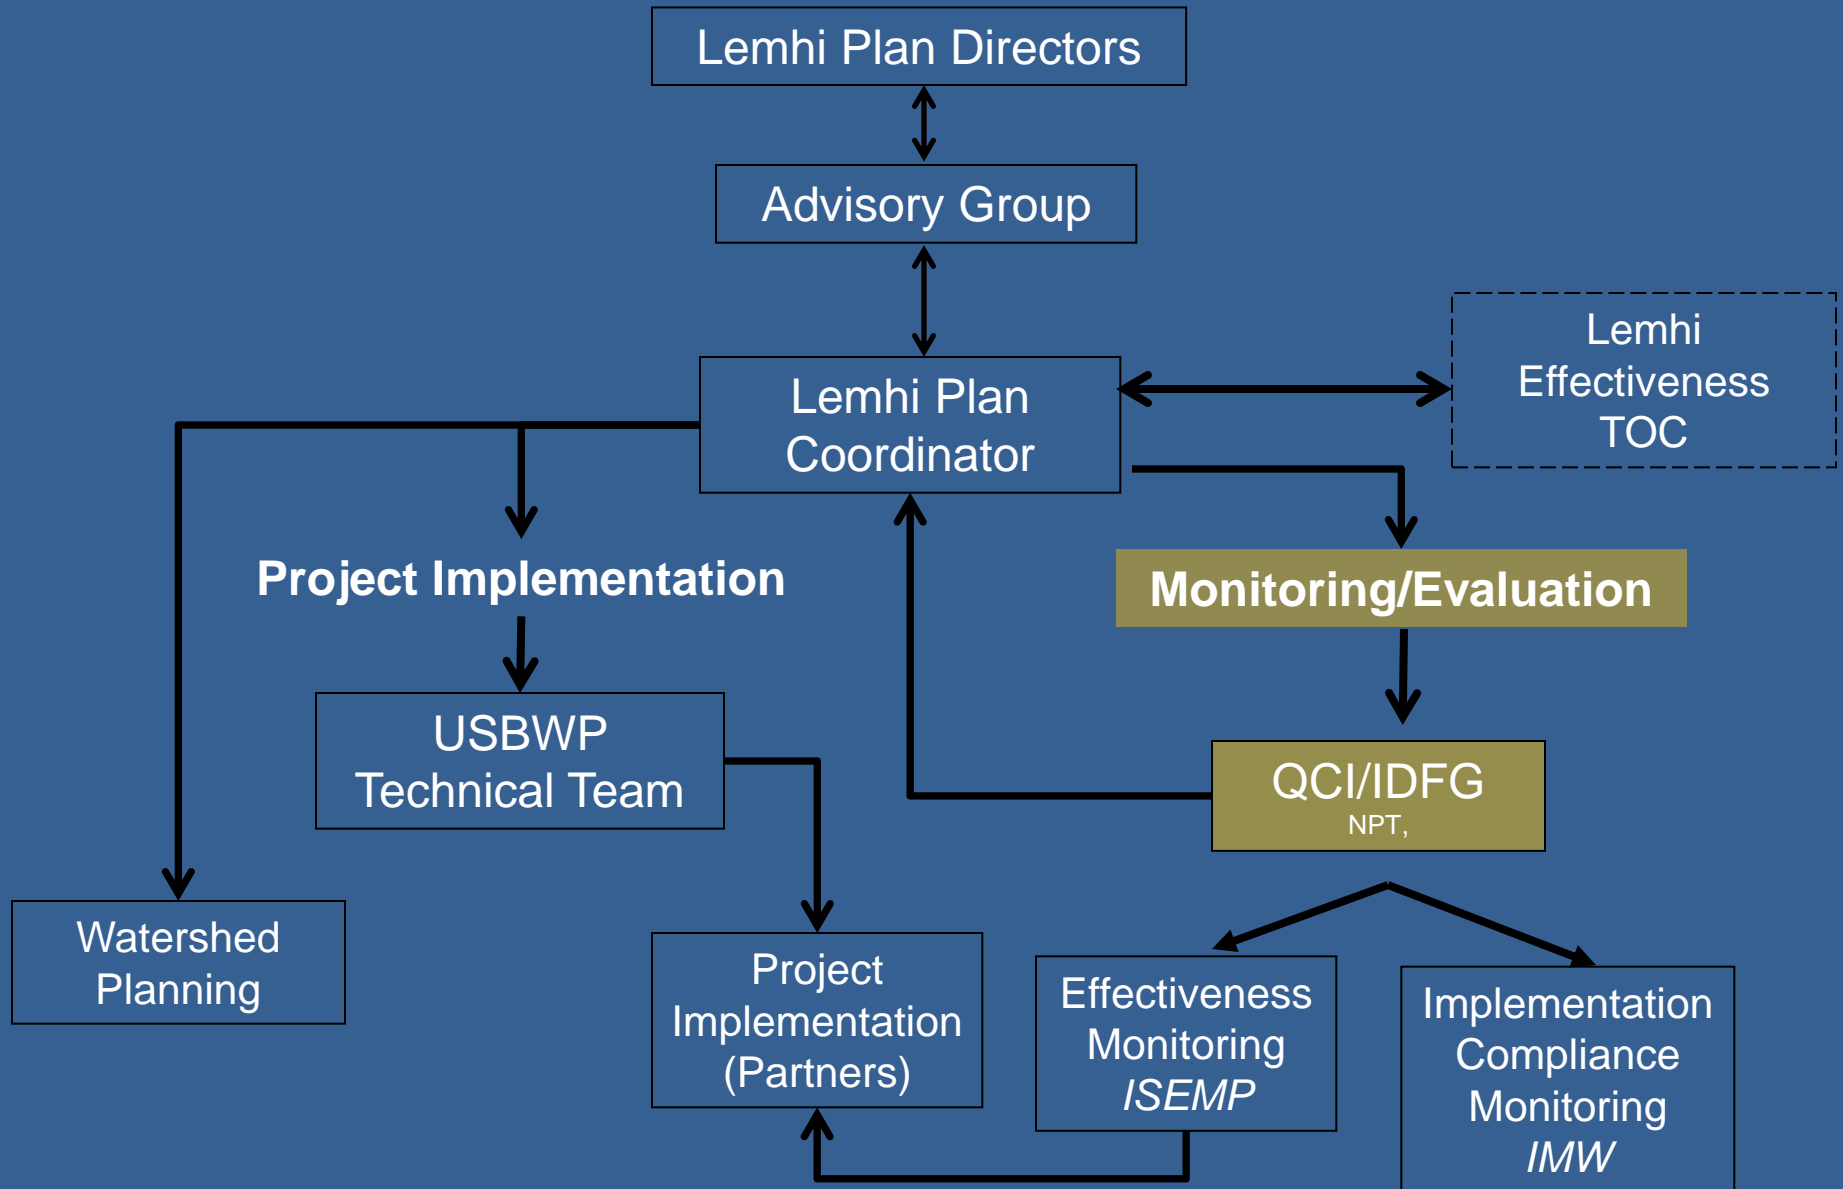 Lemhi Plan Directors
Advisory Group
Lemhi
Effectiveness
TOC
Lemhi Plan
Coordinator
Project Implementation
Monitoring/Evaluation
USBWP
Technical Team
QCI/IDFG
NPT,
Watershed
Planning
Project
Implementation
(Partners)
Effectiveness
Monitoring
ISEMP
Implementation
Compliance
Monitoring
IMW